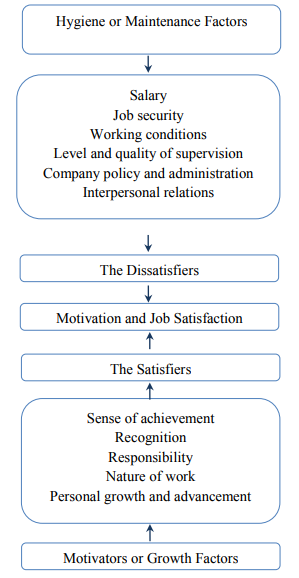 Hygiene or Maintenance Factors
Salary
Job security
Working conditions
Level and quality of supervision
Company policy and administration
Interpersonal relations
The Dissatisfiers
Motivation and Job Satisfaction
The Satisfiers
Sense of achievement
Recognition
Responsibility
Nature of work
Personal growth and advancement
Motivators or Growth Factors